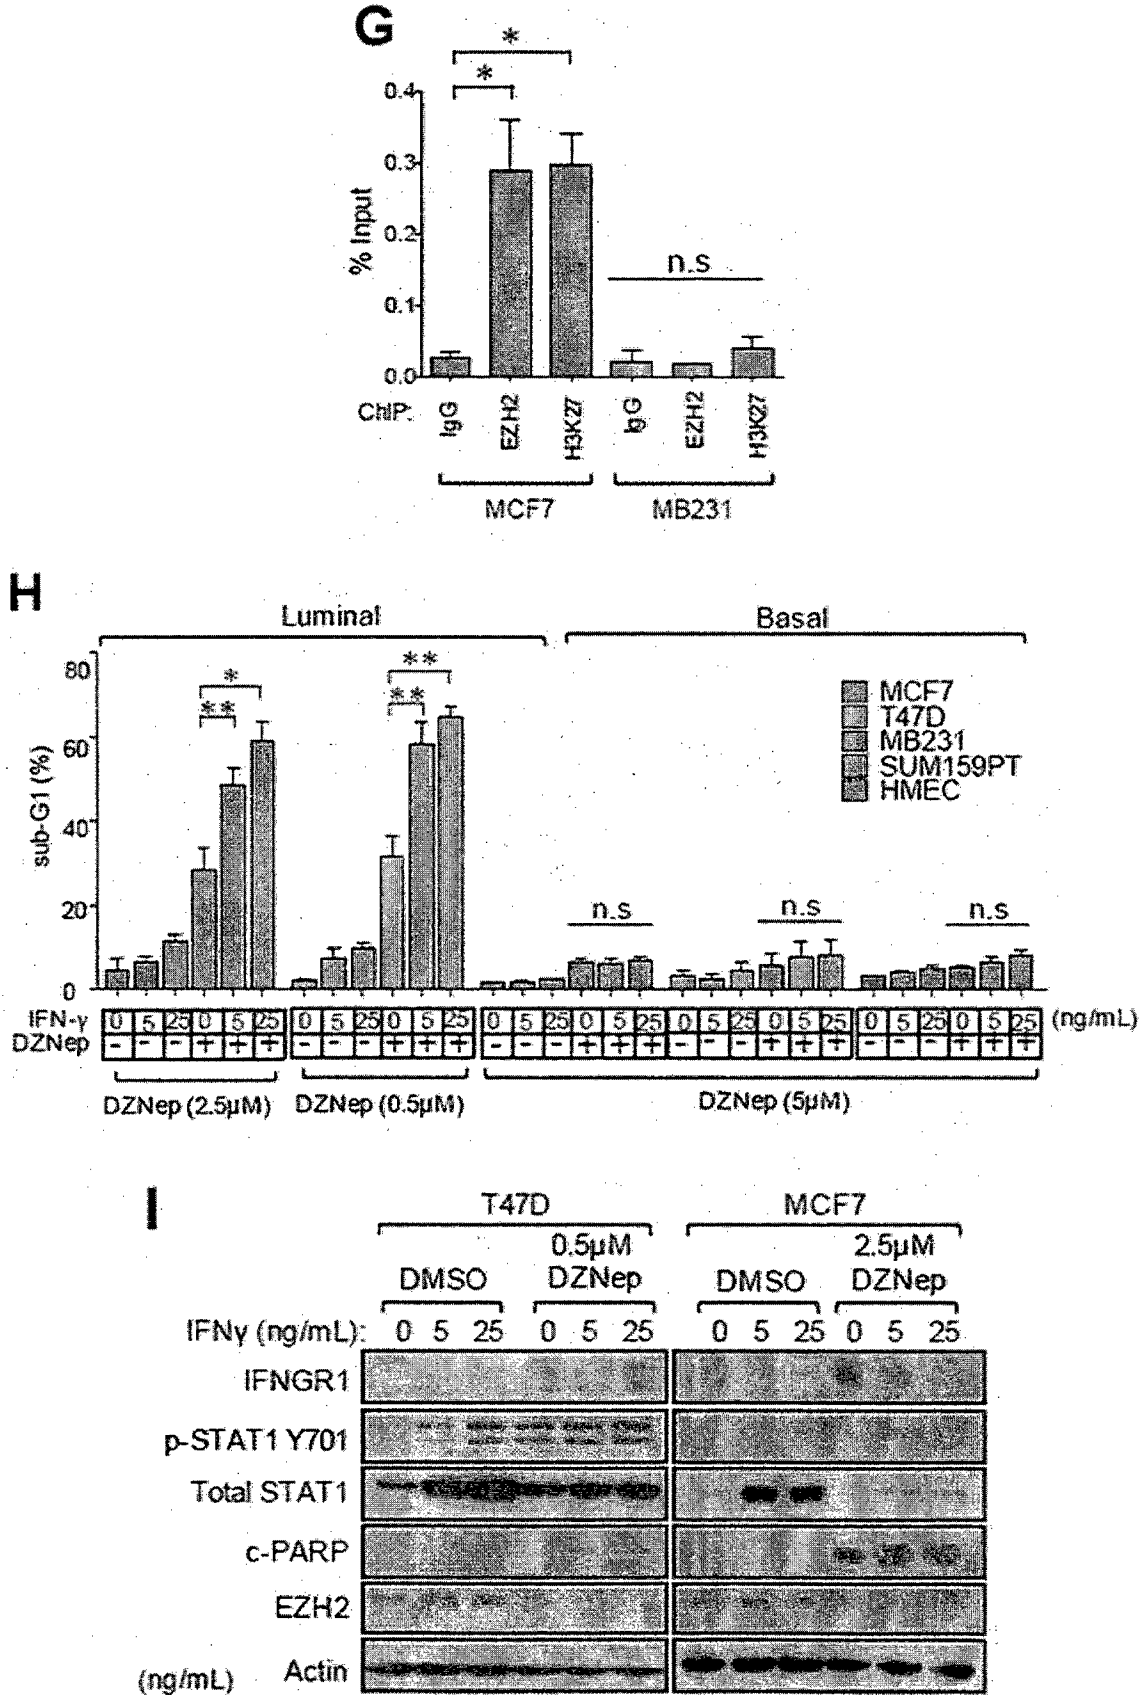 G
*
*
0.4
0.3
0.2
0.1
0.0
% Input
n.s
ChIP:
IgG EZH2 H3K27 IgG EZH2 H3K27
MCF7 MB231
H
Luminal Basal
80
60
40
20
0
sub-G1 (%)
* **
** **
MCF7
T47D
MB231
SUM159PT
HMEC
n.s n.s n.s
IFN-γ 0 5 25 0 5 25 0 5 25 0 5 25 0 5 25 0 5 25 0 5 25 0 5 25 0 5 25 0 5 25 (ng/mL)
DZNep - - - + + + - - - + + + - - - + + + - - - + + + - - - + + +
DZNep (2.5µM) DZNep (0.5µM) DZNep (5µM)
I
T47D MCF7
0.5µM 2.5µM
DMSO DZNep DMSO DZNep
IFNγ (ng/mL): 0 5 25 0 25 0 5 25 0 25
IFNGR1
p-STAT1 Y701
Total STAT1
c-PARP
EZH2
Actin
(ng/mL)